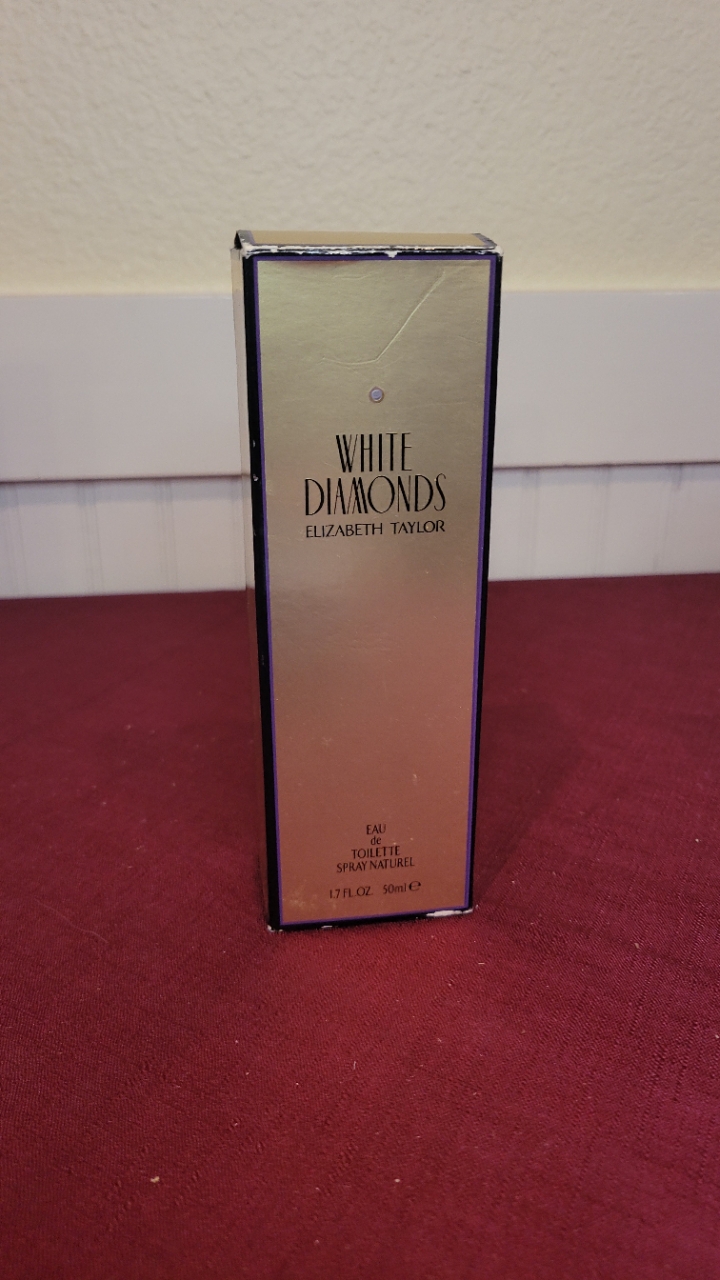 WHITE
DIAMONDS
ELIZABETH TAYLOR
EAU
de
TOILETTE
SPRAY NATUREL
1.7 FL. OZ. 50ml ℮